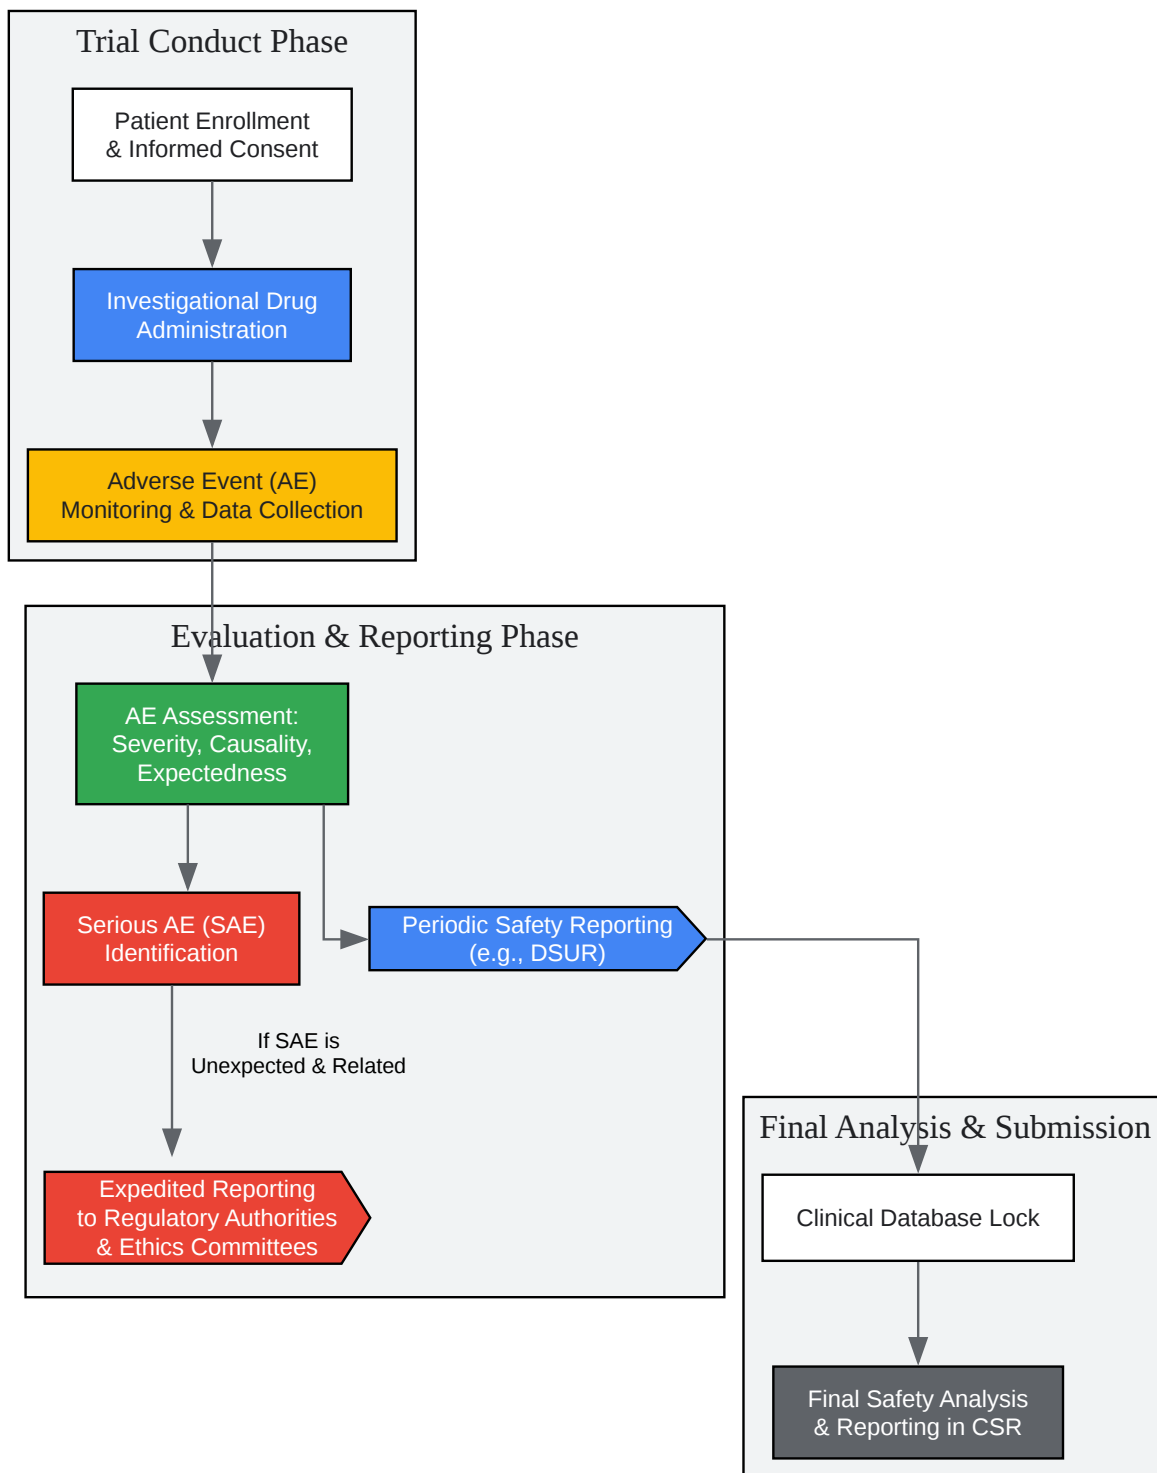 Trial Conduct Phase
Patient Enrollment
& Informed Consent
Investigational Drug
Administration
Adverse Event (AE)
Monitoring & Data Collection
Evaluation & Reporting Phase
AE Assessment:
Severity, Causality,
Expectedness
Serious AE (SAE)
Identification
Periodic Safety Reporting
(e.g., DSUR)
If SAE is
Unexpected & Related
Expedited Reporting
to Regulatory Authorities
& Ethics Committees
Final Analysis & Submission
Clinical Database Lock
Final Safety Analysis
& Reporting in CSR